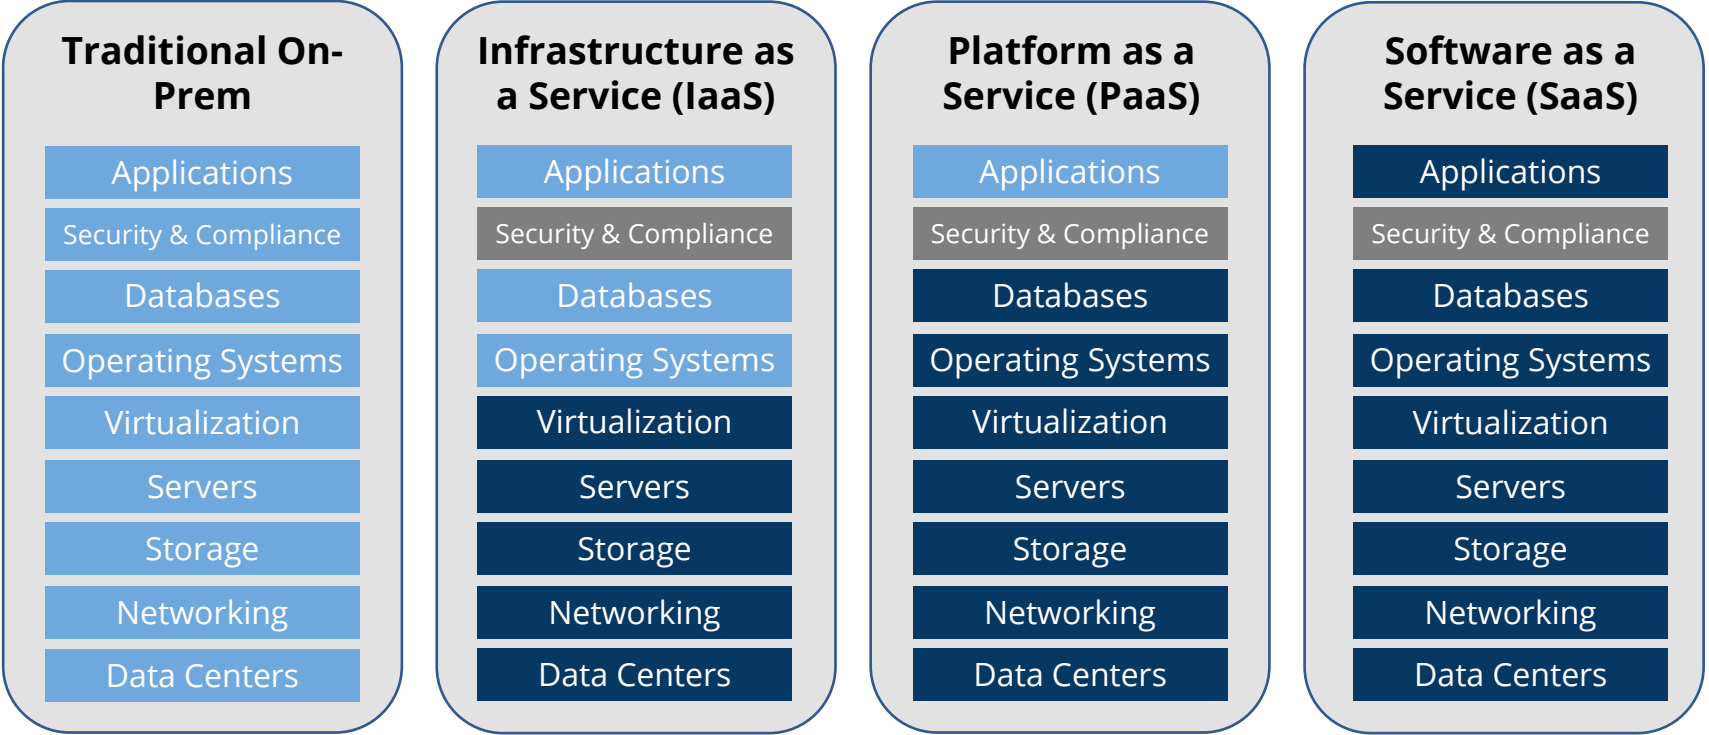 Traditional On-
Prem
Applications
Security & Compliance
Databases
Operating Systems
Virtualization
Servers
Storage
Networking
Data Centers
Infrastructure as
a Service (IaaS)
Applications
Security & Compliance
Databases
Operating Systems
Virtualization
Servers
Storage
Networking
Data Centers
Platform as a
Service (PaaS)
Applications
Security & Compliance
Databases
Operating Systems
Virtualization
Servers
Storage
Networking
Data Centers
Software as a
Service (SaaS)
Applications
Security & Compliance
Databases
Operating Systems
Virtualization
Servers
Storage
Networking
Data Centers